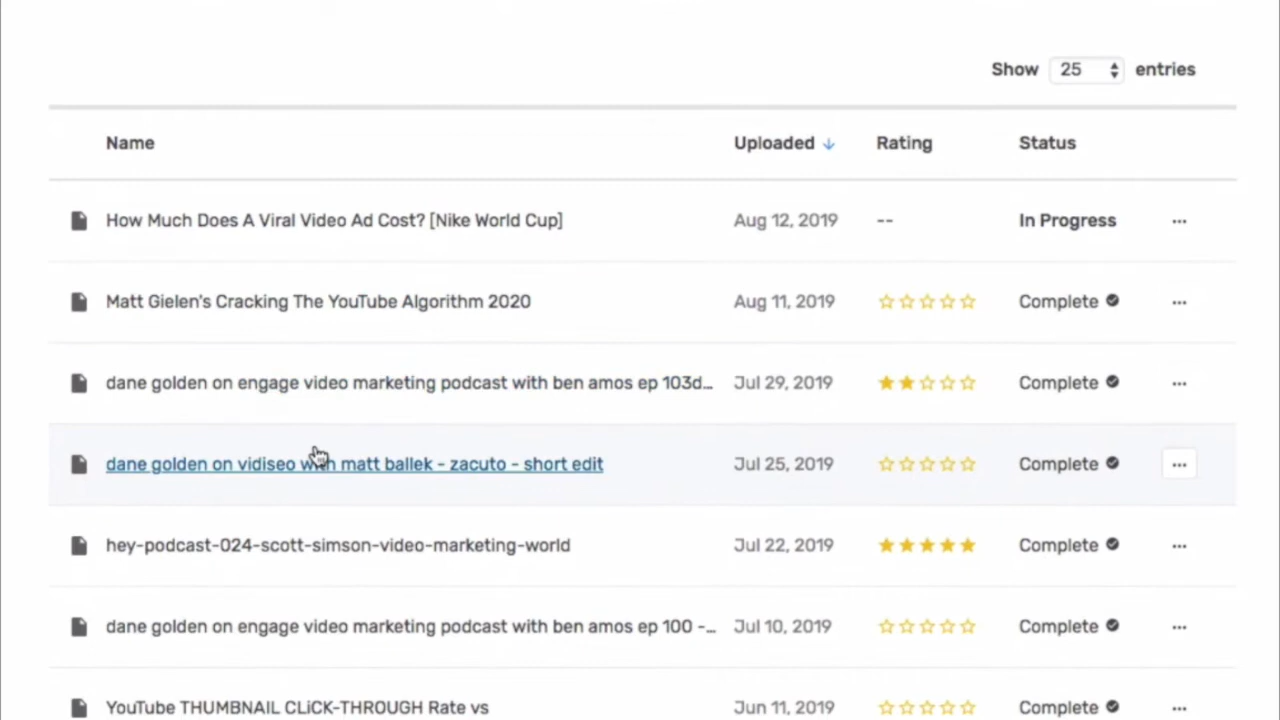 Show 25 entries
Name Uploaded Rating Status
How Much Does A Viral Video Ad Cost? [Nike World Cup] Aug 12, 2019 -- In Progress ...
Matt Gielen's Cracking The YouTube Algorithm 2020 Aug 11, 2019 Complete ...
dane golden on engage video marketing podcast with ben amos ep 103d... Jul 29, 2019 Complete ...
dane golden on vidiseo with matt ballek - zacuto - short edit Jul 25, 2019 Complete ...
hey-podcast-024-scott-simson-video-marketing-world Jul 22, 2019 Complete ...
dane golden on engage video marketing podcast with ben amos ep 100 -... Jul 10, 2019 Complete ...
YouTube THUMBNAIL CLiCK-THROUGH Rate vs Jun 11, 2019 Complete ...